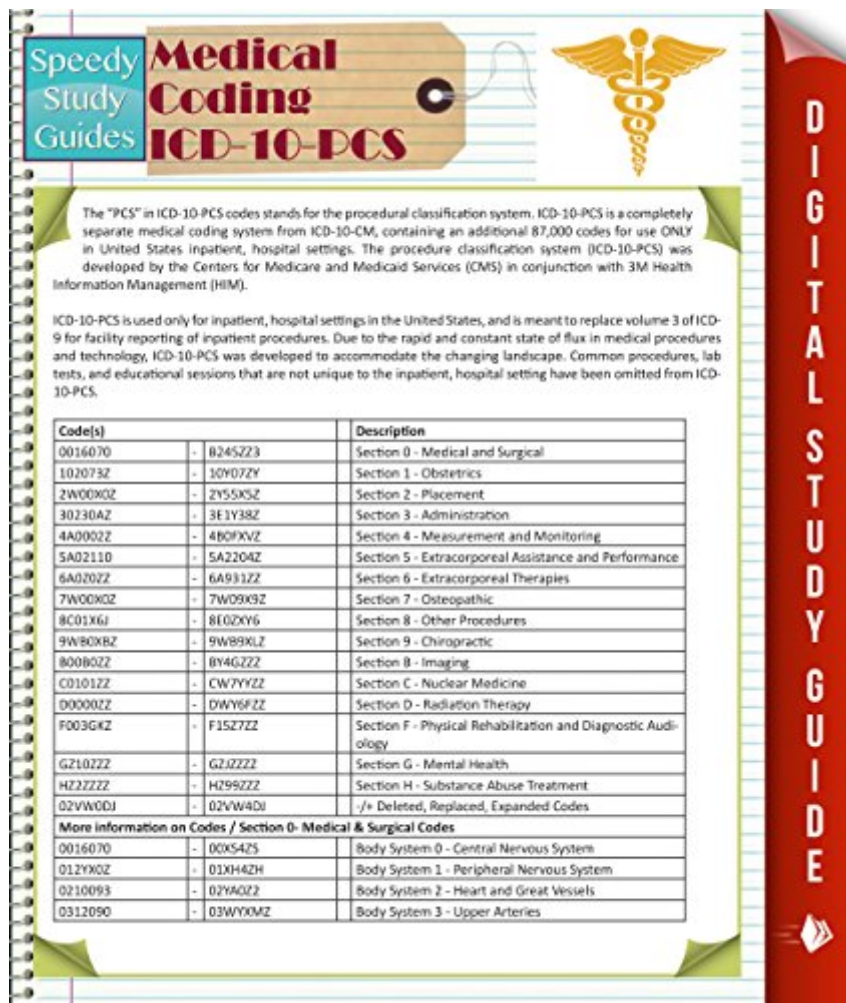 Speedy
Study
Guides
Medical
Coding
ICD-10-PCS
The "PCS" in ICD-10-PCS codes stands for the procedural classification system. ICD-10-PCS is a completely
separate medical coding system from ICD-10-CM, containing an additional 87,000 codes for use ONLY
in United States inpatient, hospital settings. The procedure classification system (ICD-10-PCS) was
developed by the Centers for Medicare and Medicaid Services (CMS) in conjunction with 3M Health
Information Management (HIM).
ICD-10-PCS is used only for inpatient, hospital settings in the United States, and is meant to replace volume 3 of ICD-
9 for facility reporting of inpatient procedures. Due to the rapid and constant state of flux in medical procedures
and technology, ICD-10-PCS was developed to accommodate the changing landscape. Common procedures, lab
tests, and educational sessions that are not unique to the inpatient, hospital setting have been omitted from ICD-
10-PCS.
Code(s) Description
0016070 - B245ZZ3 Section 0 - Medical and Surgical
102073Z - 10Y07ZY Section 1 - Obstetrics
2W00X0Z - 2Y55X5Z Section 2 - Placement
30230AZ - 3E1Y38Z Section 3 - Administration
4A0002Z - 4B0FXVZ Section 4 - Measurement and Monitoring
5A02110 - 5A2204Z Section 5 - Extracorporeal Assistance and Performance
6A0Z0ZZ - 6A931ZZ Section 6 - Extracorporeal Therapies
7W00X0Z - 7W09X9Z Section 7 - Osteopathic
8C01X6J - 8E0ZXY6 Section 8 - Other Procedures
9WB0XBZ - 9WB9XLZ Section 9 - Chiropractic
B00B0ZZ - BY4GZZZ Section B - Imaging
C0101ZZ - CW7YYZZ Section C - Nuclear Medicine
D0000ZZ - DWY6FZZ Section D - Radiation Therapy
F003GKZ - F15Z7ZZ Section F - Physical Rehabilitation and Diagnostic Audi-
ology
GZ10ZZZ - GZJZZZZ Section G - Mental Health
HZ2ZZZZ - HZ99ZZZ Section H - Substance Abuse Treatment
02VW0DJ - 02VW4DJ -/+ Deleted, Replaced, Expanded Codes
More information on Codes / Section 0- Medical & Surgical Codes
0016070 - 00X54ZS Body System 0 - Central Nervous System
012YX0Z - 01XH4ZH Body System 1 - Peripheral Nervous System
0210093 - 02YA0Z2 Body System 2 - Heart and Great Vessels
0312090 - 03WYXMZ Body System 3 - Upper Arteries
DIGITAL STUDY GUIDE